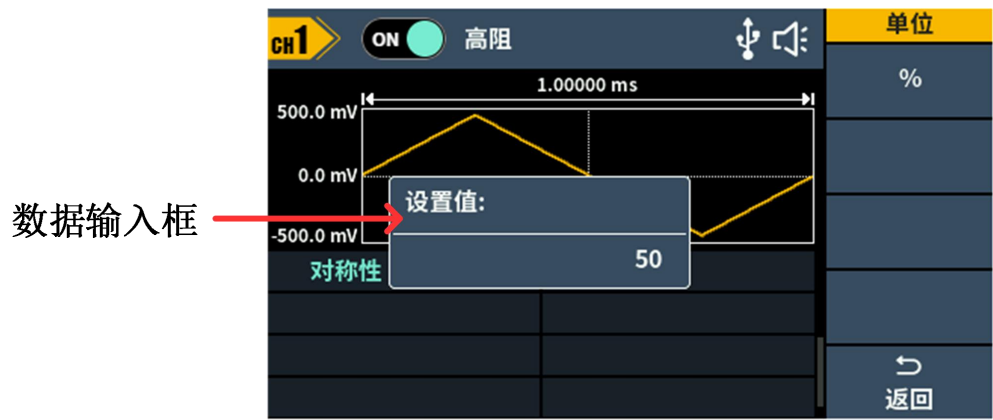 CH1
ON
高阻
单位
%
1.00000 ms
500.0 mV
0.0 mV
-500.0 mV
数据输入框
设置值:
50
对称性
返回